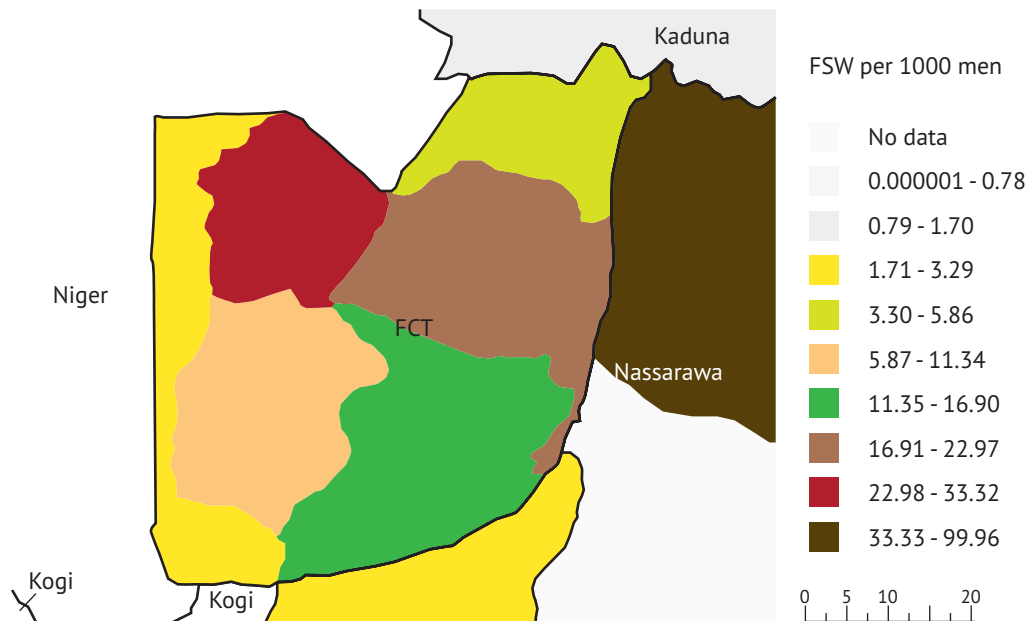 Kaduna
FSW per 1000 men
No data
0.000001 - 0.78
0.79 - 1.70
1.71 - 3.29
3.30 - 5.86
5.87 - 11.34
11.35 - 16.90
16.91 - 22.97
22.98 - 33.32
33.33 - 99.96
Niger
FCT
Nassarawa
Kogi
Kogi
0 5 10 20